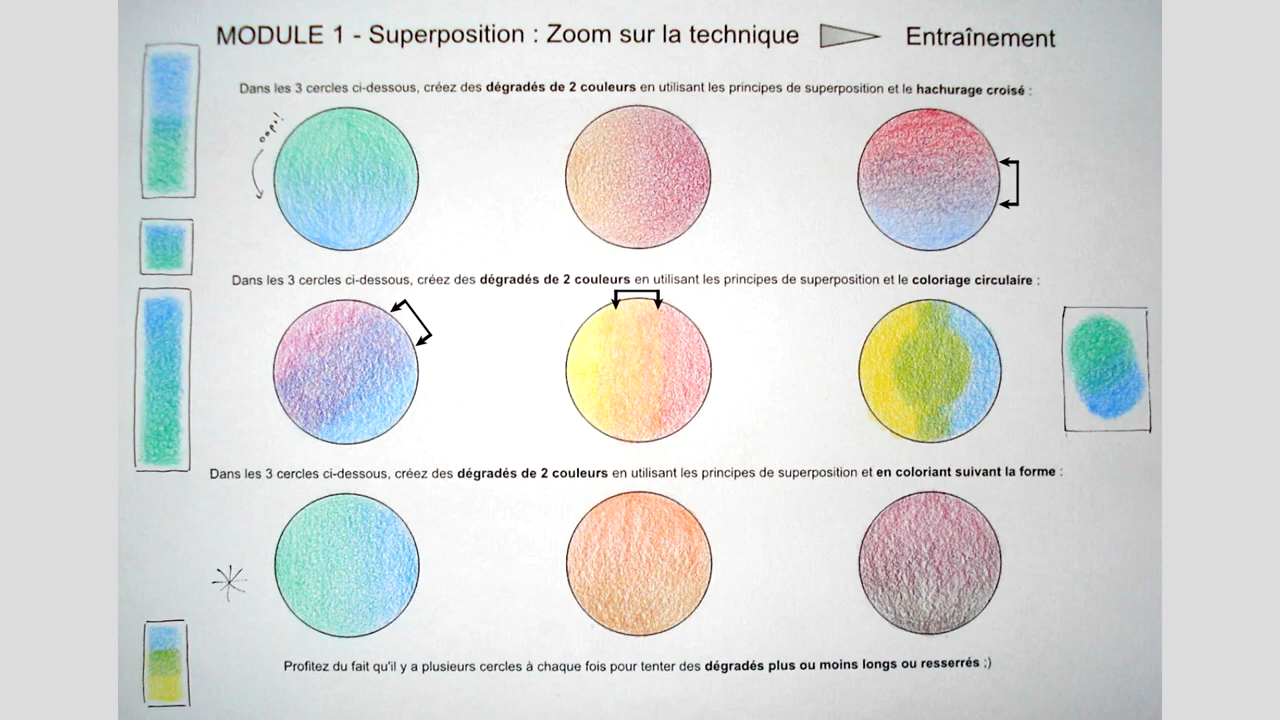 MODULE 1 - Superposition : Zoom sur la technique Entraînement
Dans les 3 cercles ci-dessous, créez des dégradés de 2 couleurs en utilisant les principes de superposition et le hachurage croisé :
oops!
Dans les 3 cercles ci-dessous, créez des dégradés de 2 couleurs en utilisant les principes de superposition et le coloriage circulaire :
Dans les 3 cercles ci-dessous, créez des dégradés de 2 couleurs en utilisant les principes de superposition et en coloriant suivant la forme :
Profitez du fait qu'il y a plusieurs cercles à chaque fois pour tenter des dégradés plus ou moins longs ou resserrés ;)